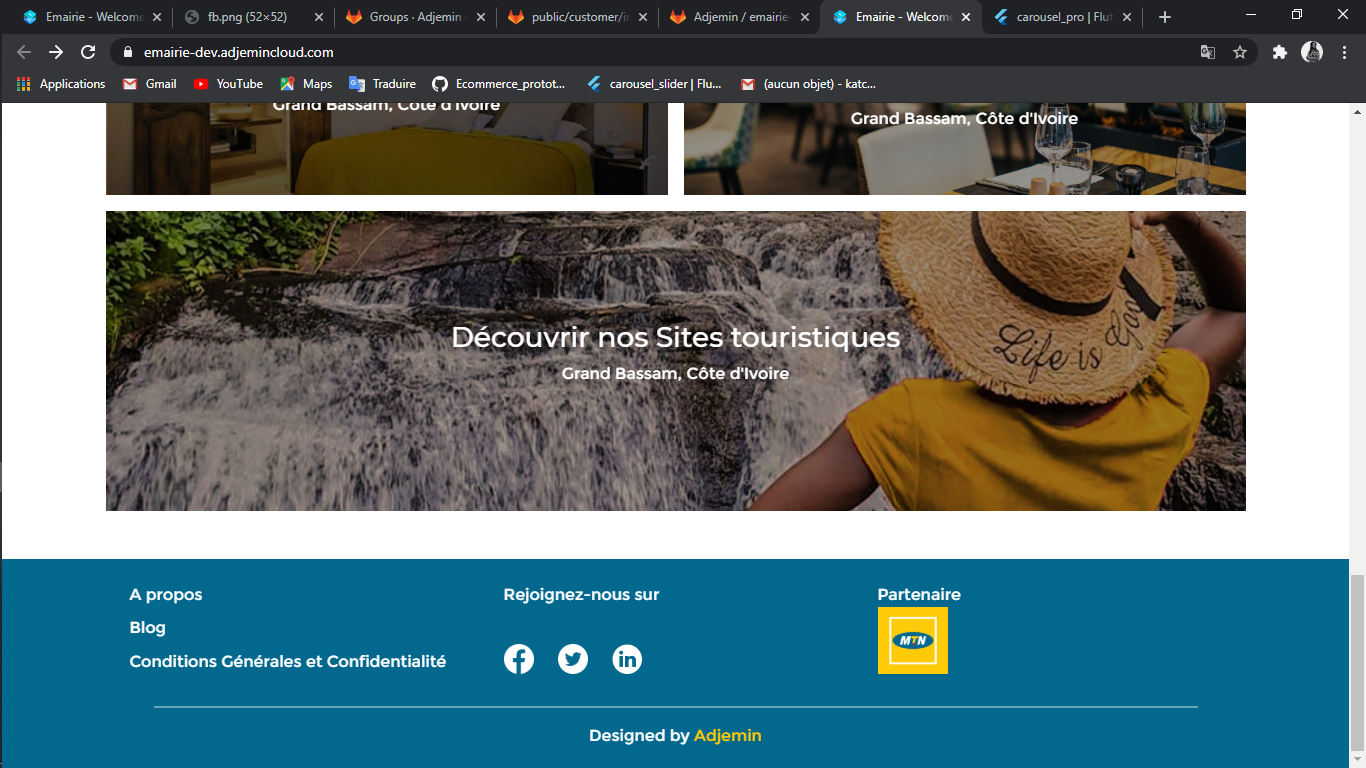 Emairie - Welcome
fb.png (52×52)
Groups · Adjemin
public/customer/i
Adjemin / emairie-
Emairie - Welcome
carousel_pro | Flut
emairie-dev.adjemincloud.com
Applications
Gmail
YouTube
Maps
Traduire
Ecommerce_protot...
carousel_slider | Flu...
(aucun objet) - katc...
Grand Bassam, Côte d'Ivoire
Grand Bassam, Côte d'Ivoire
Life is Good
Découvrir nos Sites touristiques
Grand Bassam, Côte d'Ivoire
A propos
Blog
Conditions Générales et Confidentialité
Rejoignez-nous sur
Partenaire
MTN
Designed by Adjemin